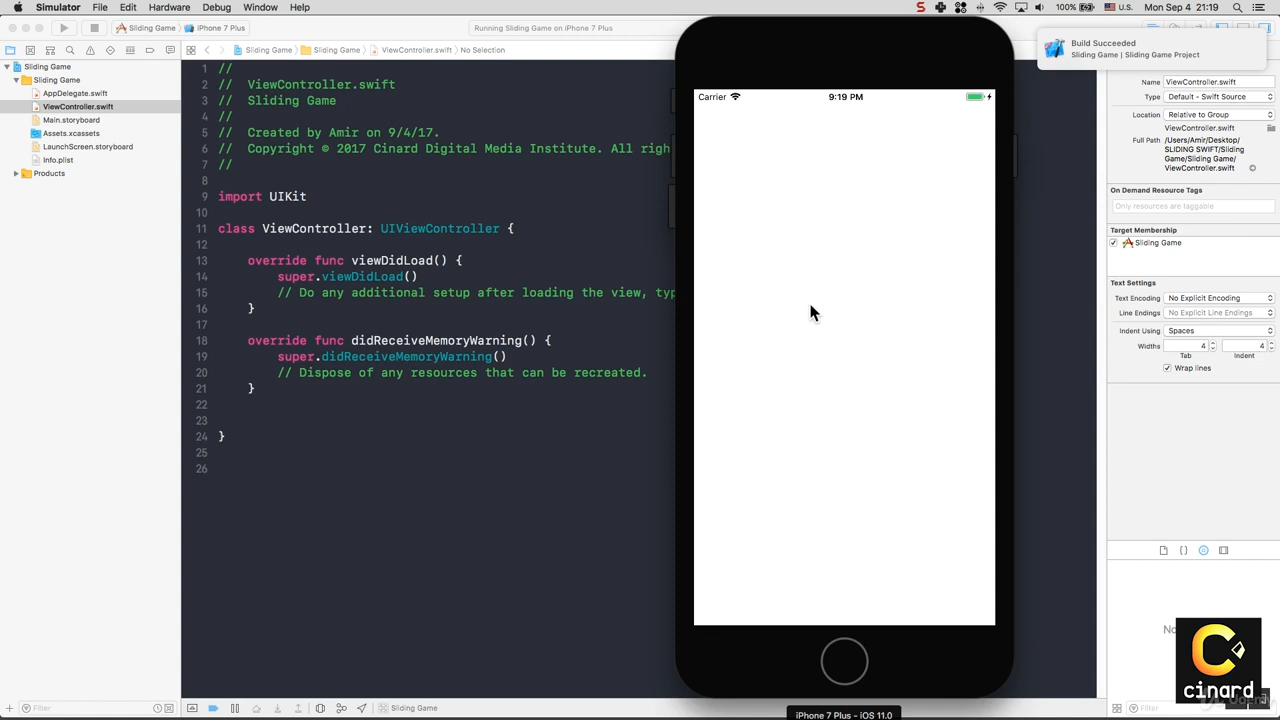 Simulator File Edit Hardware Debug Window Help
100% U.S. Mon Sep 4 21:19
Sliding Game iPhone 7 Plus
Running Sliding Game on iPhone 7 Plus
Build Succeeded
Sliding Game | Sliding Game Project
Sliding Game Sliding Game ViewController.swift No Selection
Sliding Game
Sliding Game
AppDelegate.swift
ViewController.swift
Main.storyboard
Assets.xcassets
LaunchScreen.storyboard
Info.plist
Products
1 //
2 // ViewController.swift
3 // Sliding Game
4 //
5 // Created by Amir on 9/4/17.
6 // Copyright © 2017 Cinard Digital Media Institute. All righ
7 //
8
9 import UIKit
10
11 class ViewController: UIViewController {
12
13 override func viewDidLoad() {
14 super.viewDidLoad()
15 // Do any additional setup after loading the view, typ
16 }
17
18 override func didReceiveMemoryWarning() {
19 super.didReceiveMemoryWarning()
20 // Dispose of any resources that can be recreated.
21 }
22
23
24 }
25
26
Carrier 9:19 PM
iPhone 7 Plus - iOS 11.0
Name ViewController.swift
Type Default - Swift Source
Location Relative to Group
ViewController.swift
Full Path /Users/Amir/Desktop/
SLIDING SWIFT/Sliding
Game/Sliding Game/
ViewController.swift
On Demand Resource Tags
Only resources are taggable
Target Membership
Sliding Game
Text Settings
Text Encoding No Explicit Encoding
Line Endings No Explicit Line Endings
Indent Using Spaces
Widths 4 4
Tab Indent
Wrap lines
No
cinard
Filter
Sliding Game
Filter